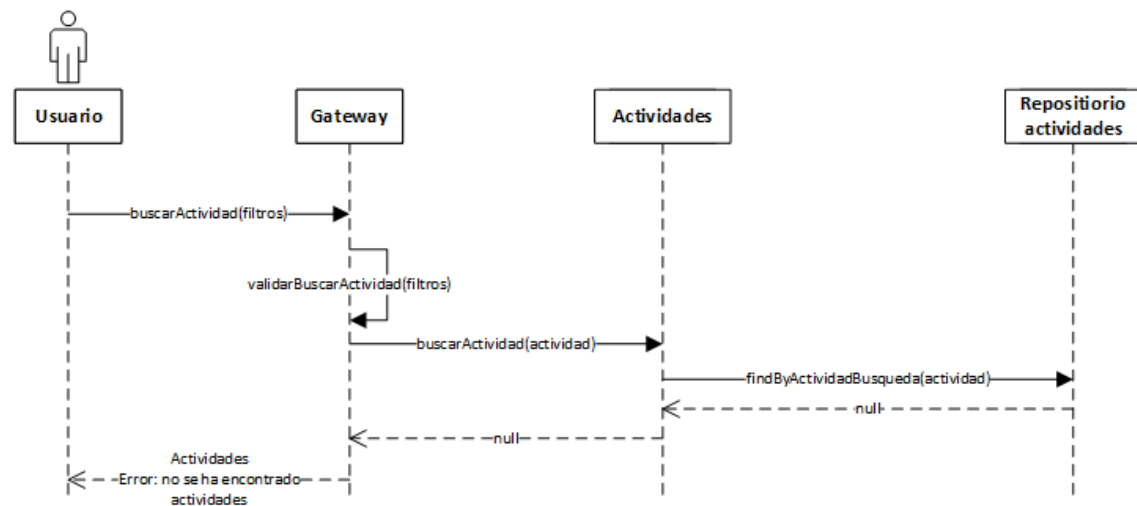 Usuario
Gateway
Actividades
Repositiorio
actividades
buscarActividad(filtros)
validarBuscarActividad(filtros)
buscarActividad(actividad)
findByActividadBusqueda(actividad)
null
null
Actividades
Error: no se ha encontrado
actividades